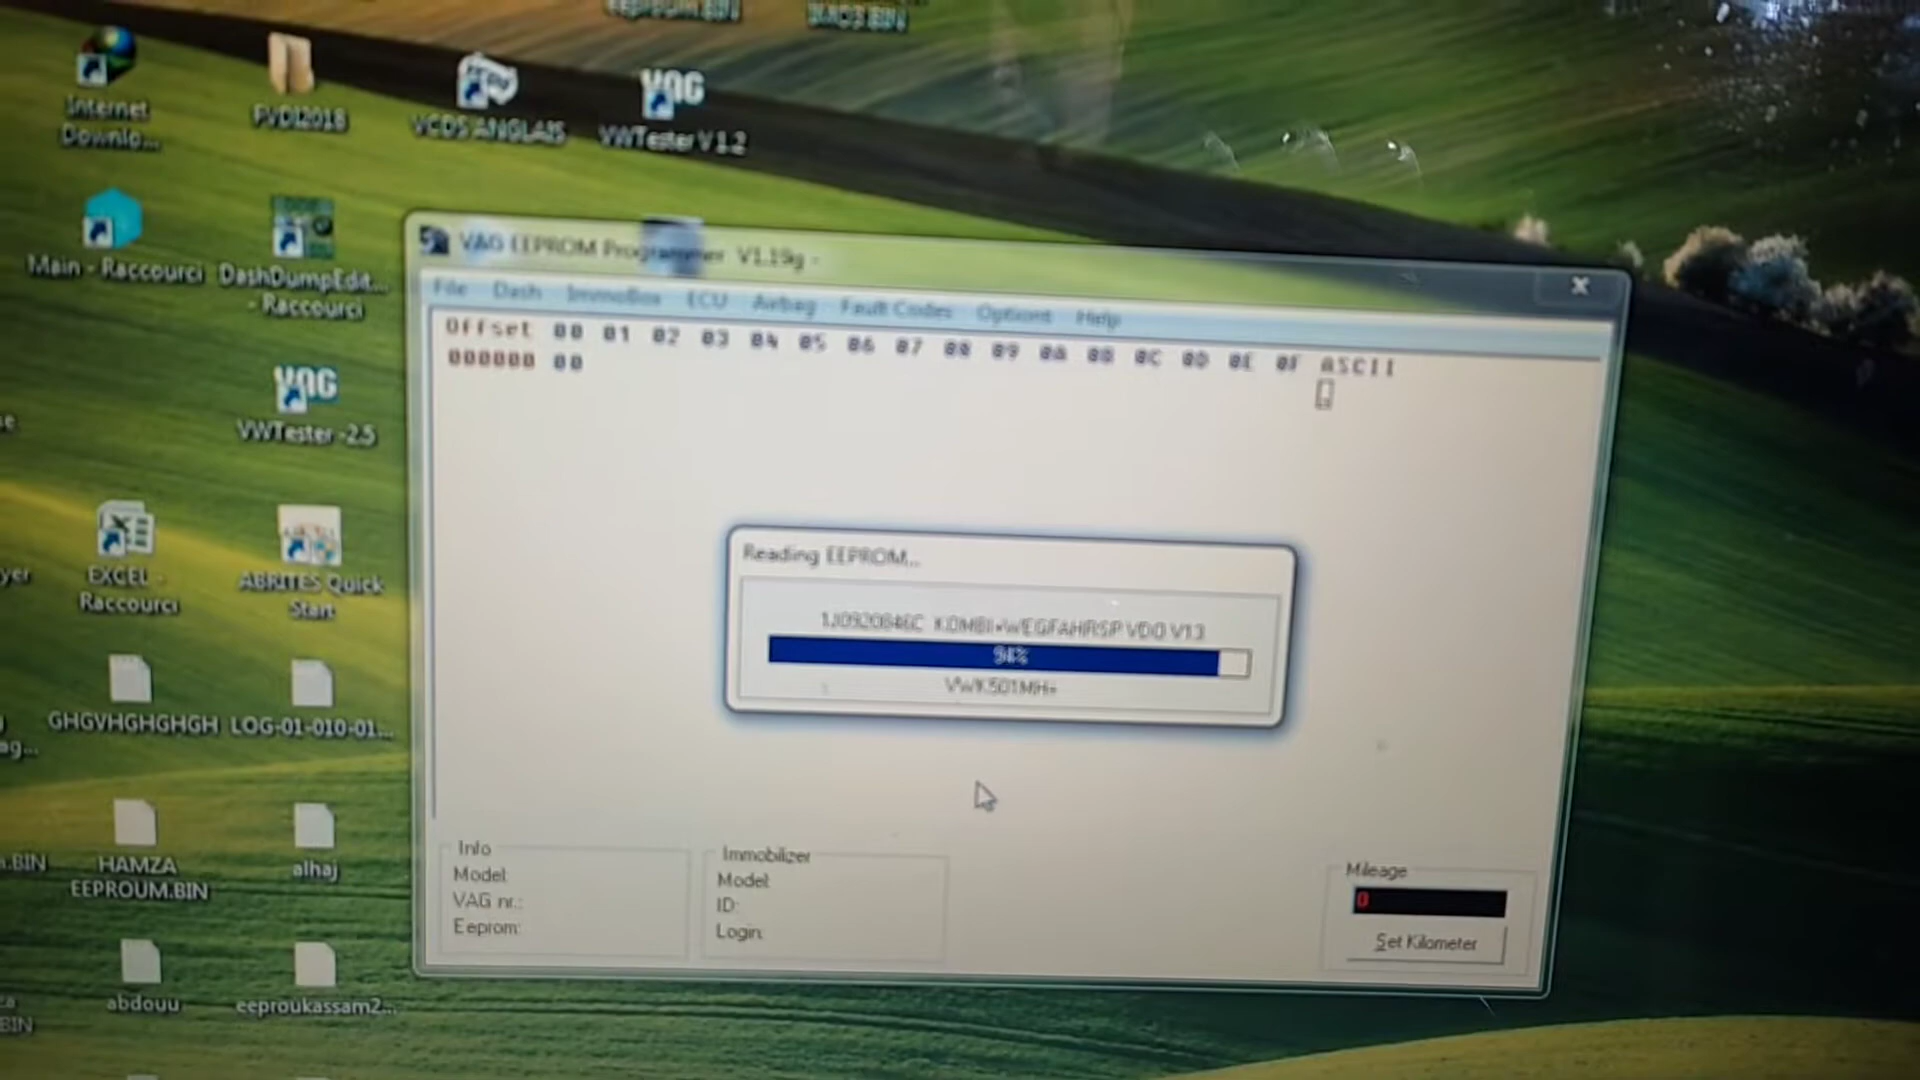 Internet
Downlo...
FVDI2018
VCDS ANGLAIS
VWTester V1.2
Main - Raccourci
DashDumpEdit...
- Raccourci
VWTester -2.5
EXCEL -
Raccourci
ABRITES Quick
Start
GHGVHGHGHGH
LOG-01-010-01...
HAMZA
EEPROUM.BIN
alhaj
abdouu
eeproukassam2...
VAG EEPROM Programmer V1.19g -
File Dash ImmoBox ECU Airbag Fault Codes Options Help
Offset 00 01 02 03 04 05 06 07 08 09 0A 0B 0C 0D 0E 0F ASCII
000000 00
Reading EEPROM...
1J0920846C KOMBI+WEGFAHRSP VDO V13
94%
Info
Model:
VAG nr.:
Eeprom:
Immobilizer
Model:
ID:
Login:
Mileage
0
Set Kilometer